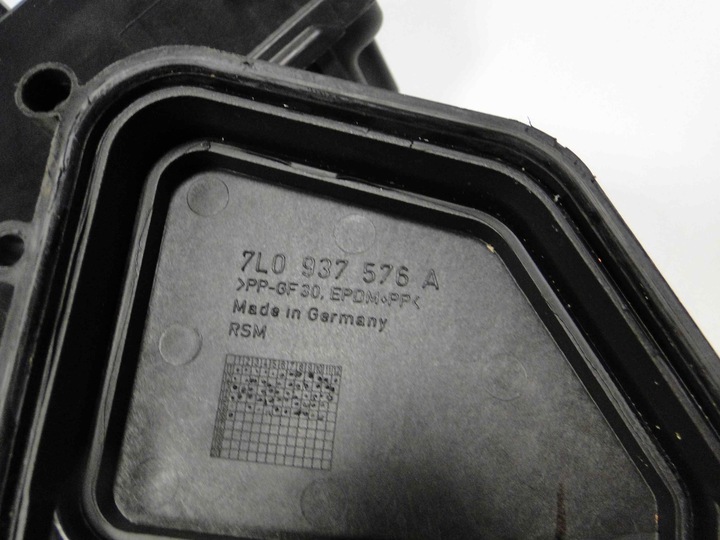 7L0 937 576 A
>PP-GF30, EPDM+PP<
Made in Germany
RSM